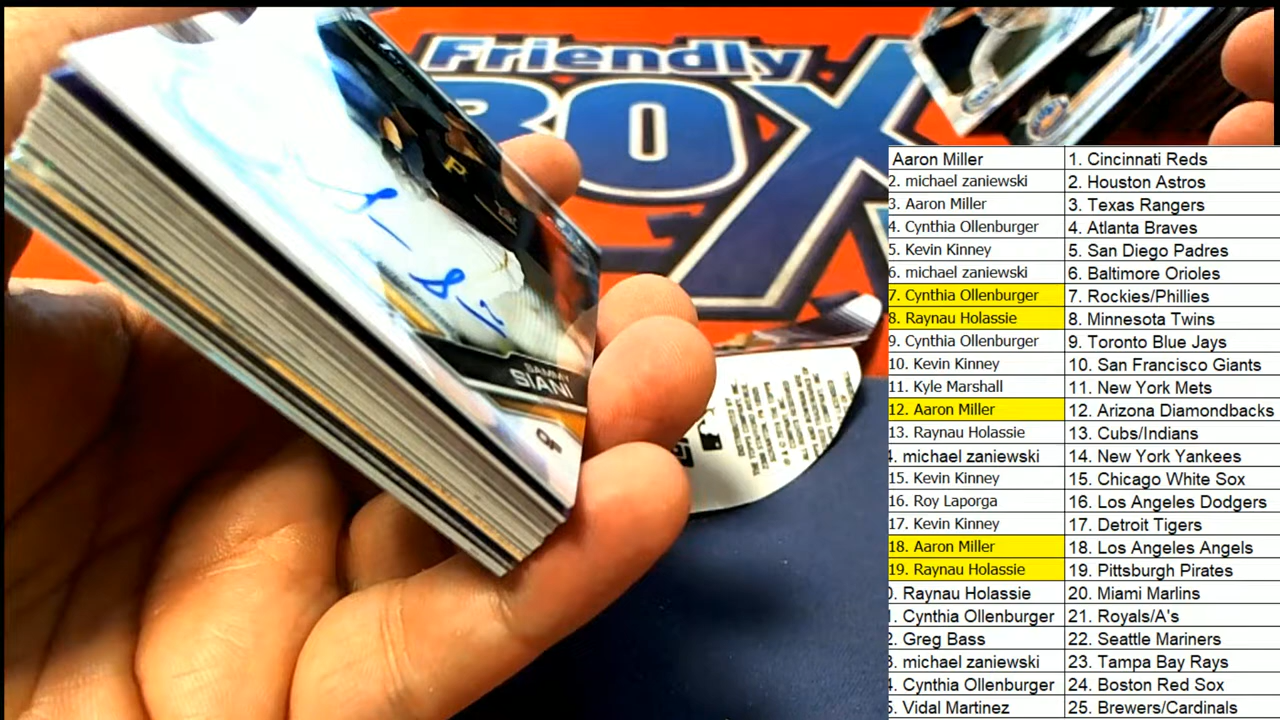 Friendly
BOX
P
SAMMY
SIANI
OF
Aaron Miller 1. Cincinnati Reds
2. michael zaniewski 2. Houston Astros
3. Aaron Miller 3. Texas Rangers
4. Cynthia Ollenburger 4. Atlanta Braves
5. Kevin Kinney 5. San Diego Padres
6. michael zaniewski 6. Baltimore Orioles
7. Cynthia Ollenburger 7. Rockies/Phillies
8. Raynau Holassie 8. Minnesota Twins
9. Cynthia Ollenburger 9. Toronto Blue Jays
10. Kevin Kinney 10. San Francisco Giants
11. Kyle Marshall 11. New York Mets
12. Aaron Miller 12. Arizona Diamondbacks
13. Raynau Holassie 13. Cubs/Indians
4. michael zaniewski 14. New York Yankees
15. Kevin Kinney 15. Chicago White Sox
16. Roy Laporga 16. Los Angeles Dodgers
17. Kevin Kinney 17. Detroit Tigers
18. Aaron Miller 18. Los Angeles Angels
19. Raynau Holassie 19. Pittsburgh Pirates
). Raynau Holassie 20. Miami Marlins
1. Cynthia Ollenburger 21. Royals/A's
2. Greg Bass 22. Seattle Mariners
3. michael zaniewski 23. Tampa Bay Rays
4. Cynthia Ollenburger 24. Boston Red Sox
5. Vidal Martinez 25. Brewers/Cardinals